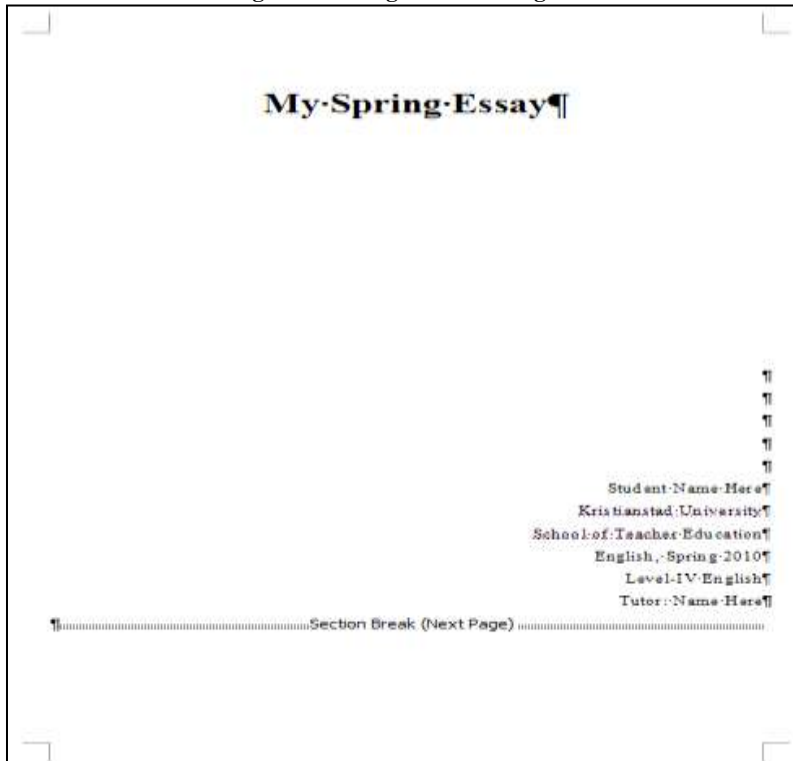 My·Spring·Essay¶
¶
¶
¶
¶
¶
Student·Name·Here¶
Kristianstad·University¶
School·of·Teacher·Education¶
English,·Spring·2010¶
Level·IV·English¶
Tutor:·Name·Here¶
¶ Section Break (Next Page)